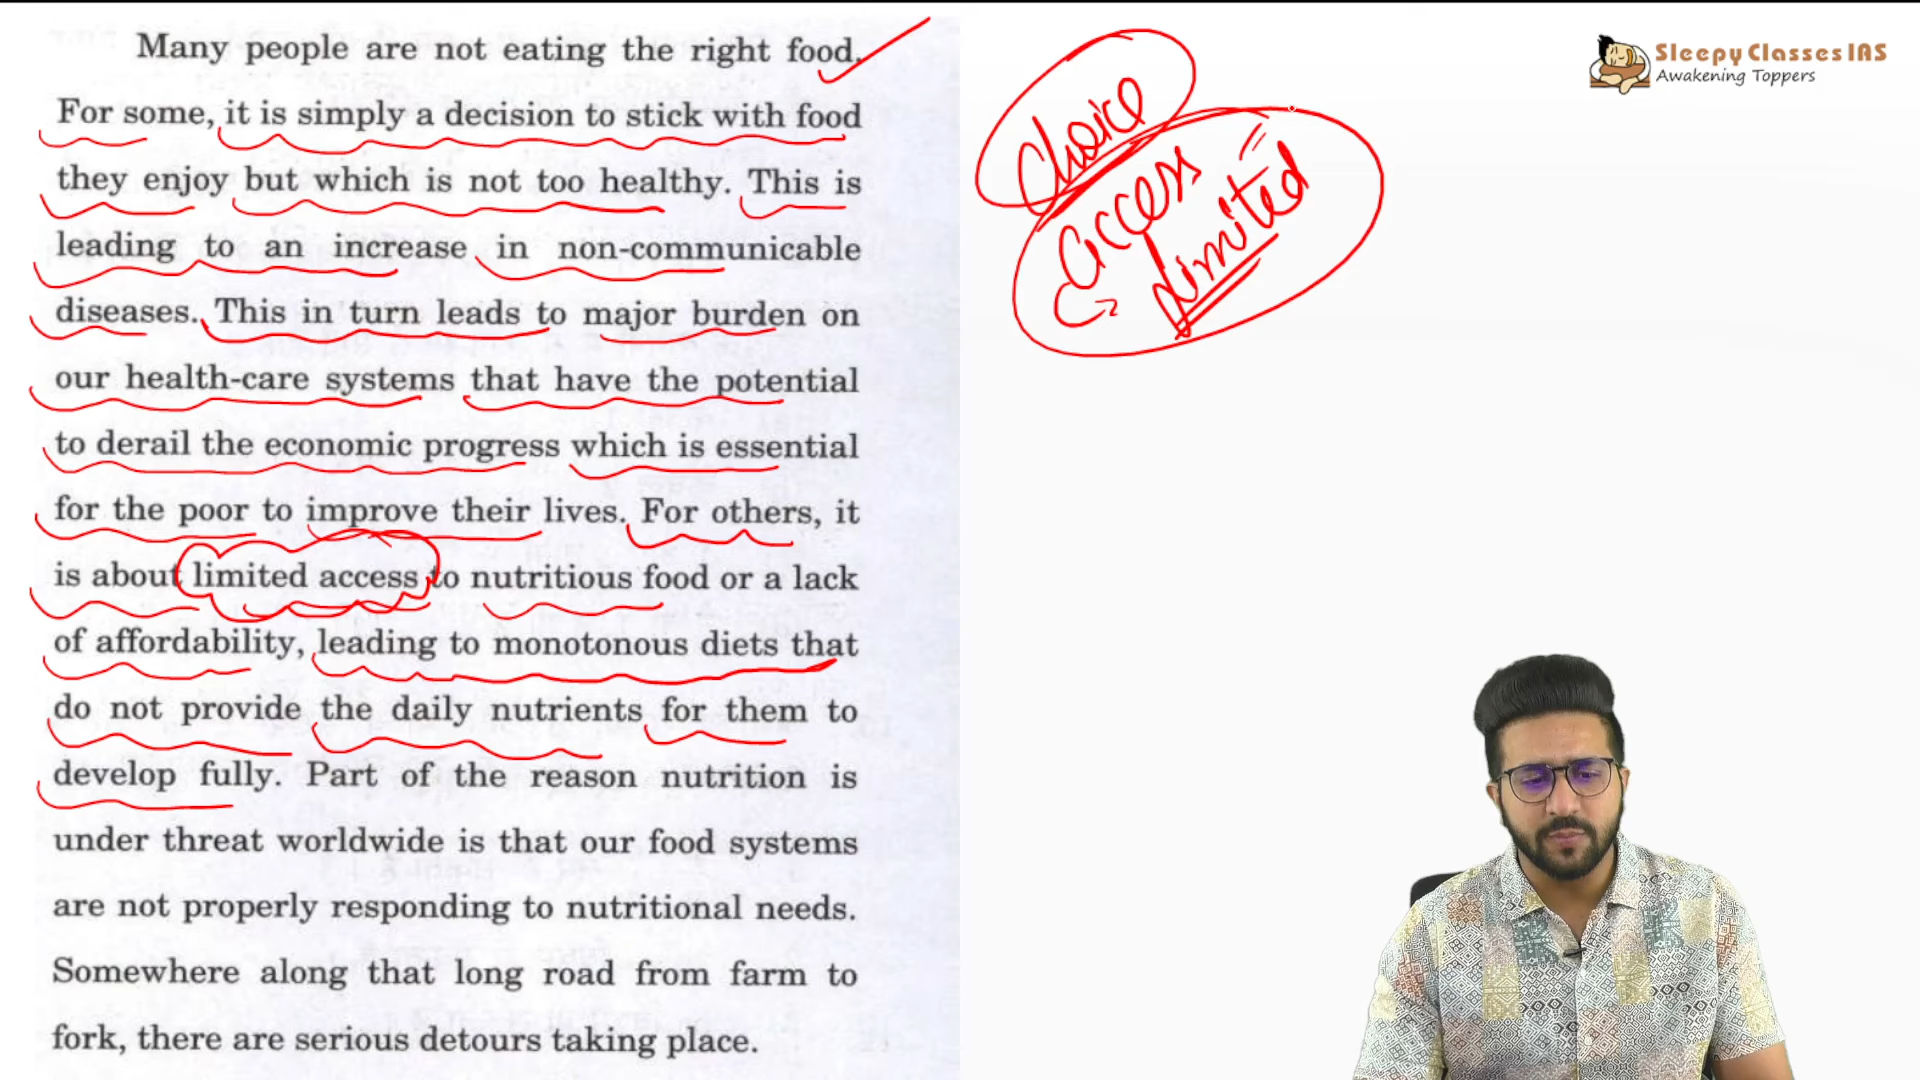 Many people are not eating the right food.
For some, it is simply a decision to stick with food
they enjoy but which is not too healthy. This is
leading to an increase in non-communicable
diseases. This in turn leads to major burden on
our health-care systems that have the potential
to derail the economic progress which is essential
for the poor to improve their lives. For others, it
is about limited access to nutritious food or a lack
of affordability, leading to monotonous diets that
do not provide the daily nutrients for them to
develop fully. Part of the reason nutrition is
under threat worldwide is that our food systems
are not properly responding to nutritional needs.
Somewhere along that long road from farm to
fork, there are serious detours taking place.
choice
access
limited
Sleepy Classes IAS
Awakening Toppers